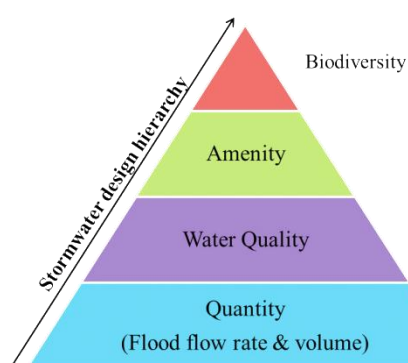 Biodiversity
Stormwater design hierarchy
Amenity
Water Quality
Quantity
(Flood flow rate & volume)